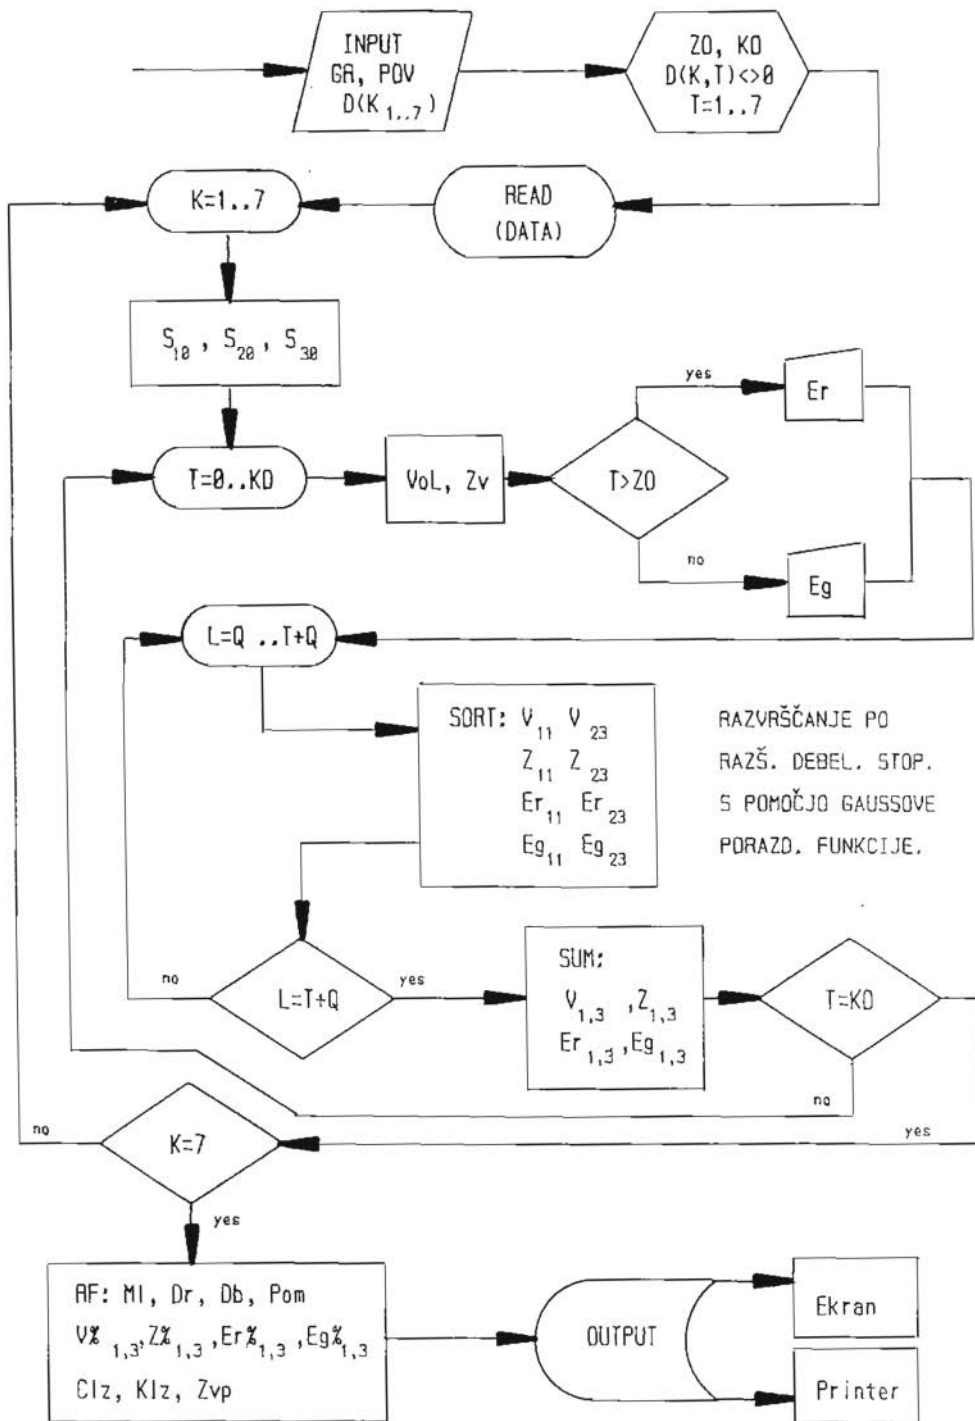 INPUT
GA, POV
D(K 1..7)
ZO, KO
D(K,T)<>0
T=1..7
READ
(DATA)
K=1..7
S10 , S20 , S30
T=0..KO
VoL, Zv
T>ZO
yes
Er
no
Eg
L=Q ..T+Q
SORT: V11 V23
Z11 Z23
Er11 Er23
Eg11 Eg23
RAZVRŠČANJE PO
RAZŠ. DEBEL. STOP.
S POMOČJO GAUSSOVE
PORAZD. FUNKCIJE.
no
L=T+Q
yes
SUM:
V1,3 ,Z1,3
Er1,3,Eg1,3
T=KO
no
yes
no
K=7
yes
AF: Ml, Dr, Db, Pom
V%1,3,Z%1,3,Er%1,3,Eg%1,3
Clz, Klz, Zvp
OUTPUT
Ekran
Printer